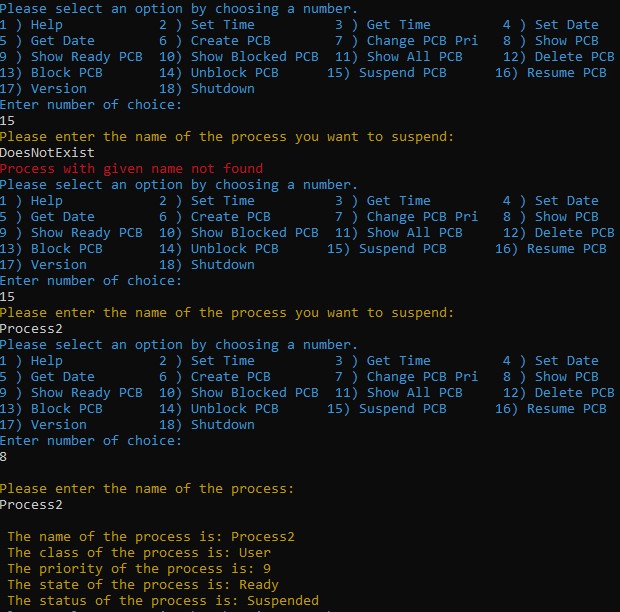 Please select an option by choosing a number.
1 ) Help 2 ) Set Time 3 ) Get Time 4 ) Set Date
5 ) Get Date 6 ) Create PCB 7 ) Change PCB Pri 8 ) Show PCB
9 ) Show Ready PCB 10) Show Blocked PCB 11) Show All PCB 12) Delete PCB
13) Block PCB 14) Unblock PCB 15) Suspend PCB 16) Resume PCB
17) Version 18) Shutdown
Enter number of choice:
15
Please enter the name of the process you want to suspend:
DoesNotExist
Process with given name not found
Please select an option by choosing a number.
1 ) Help 2 ) Set Time 3 ) Get Time 4 ) Set Date
5 ) Get Date 6 ) Create PCB 7 ) Change PCB Pri 8 ) Show PCB
9 ) Show Ready PCB 10) Show Blocked PCB 11) Show All PCB 12) Delete PCB
13) Block PCB 14) Unblock PCB 15) Suspend PCB 16) Resume PCB
17) Version 18) Shutdown
Enter number of choice:
15
Please enter the name of the process you want to suspend:
Process2
Please select an option by choosing a number.
1 ) Help 2 ) Set Time 3 ) Get Time 4 ) Set Date
5 ) Get Date 6 ) Create PCB 7 ) Change PCB Pri 8 ) Show PCB
9 ) Show Ready PCB 10) Show Blocked PCB 11) Show All PCB 12) Delete PCB
13) Block PCB 14) Unblock PCB 15) Suspend PCB 16) Resume PCB
17) Version 18) Shutdown
Enter number of choice:
8
Please enter the name of the process:
Process2
The name of the process is: Process2
The class of the process is: User
The priority of the process is: 9
The state of the process is: Ready
The status of the process is: Suspended